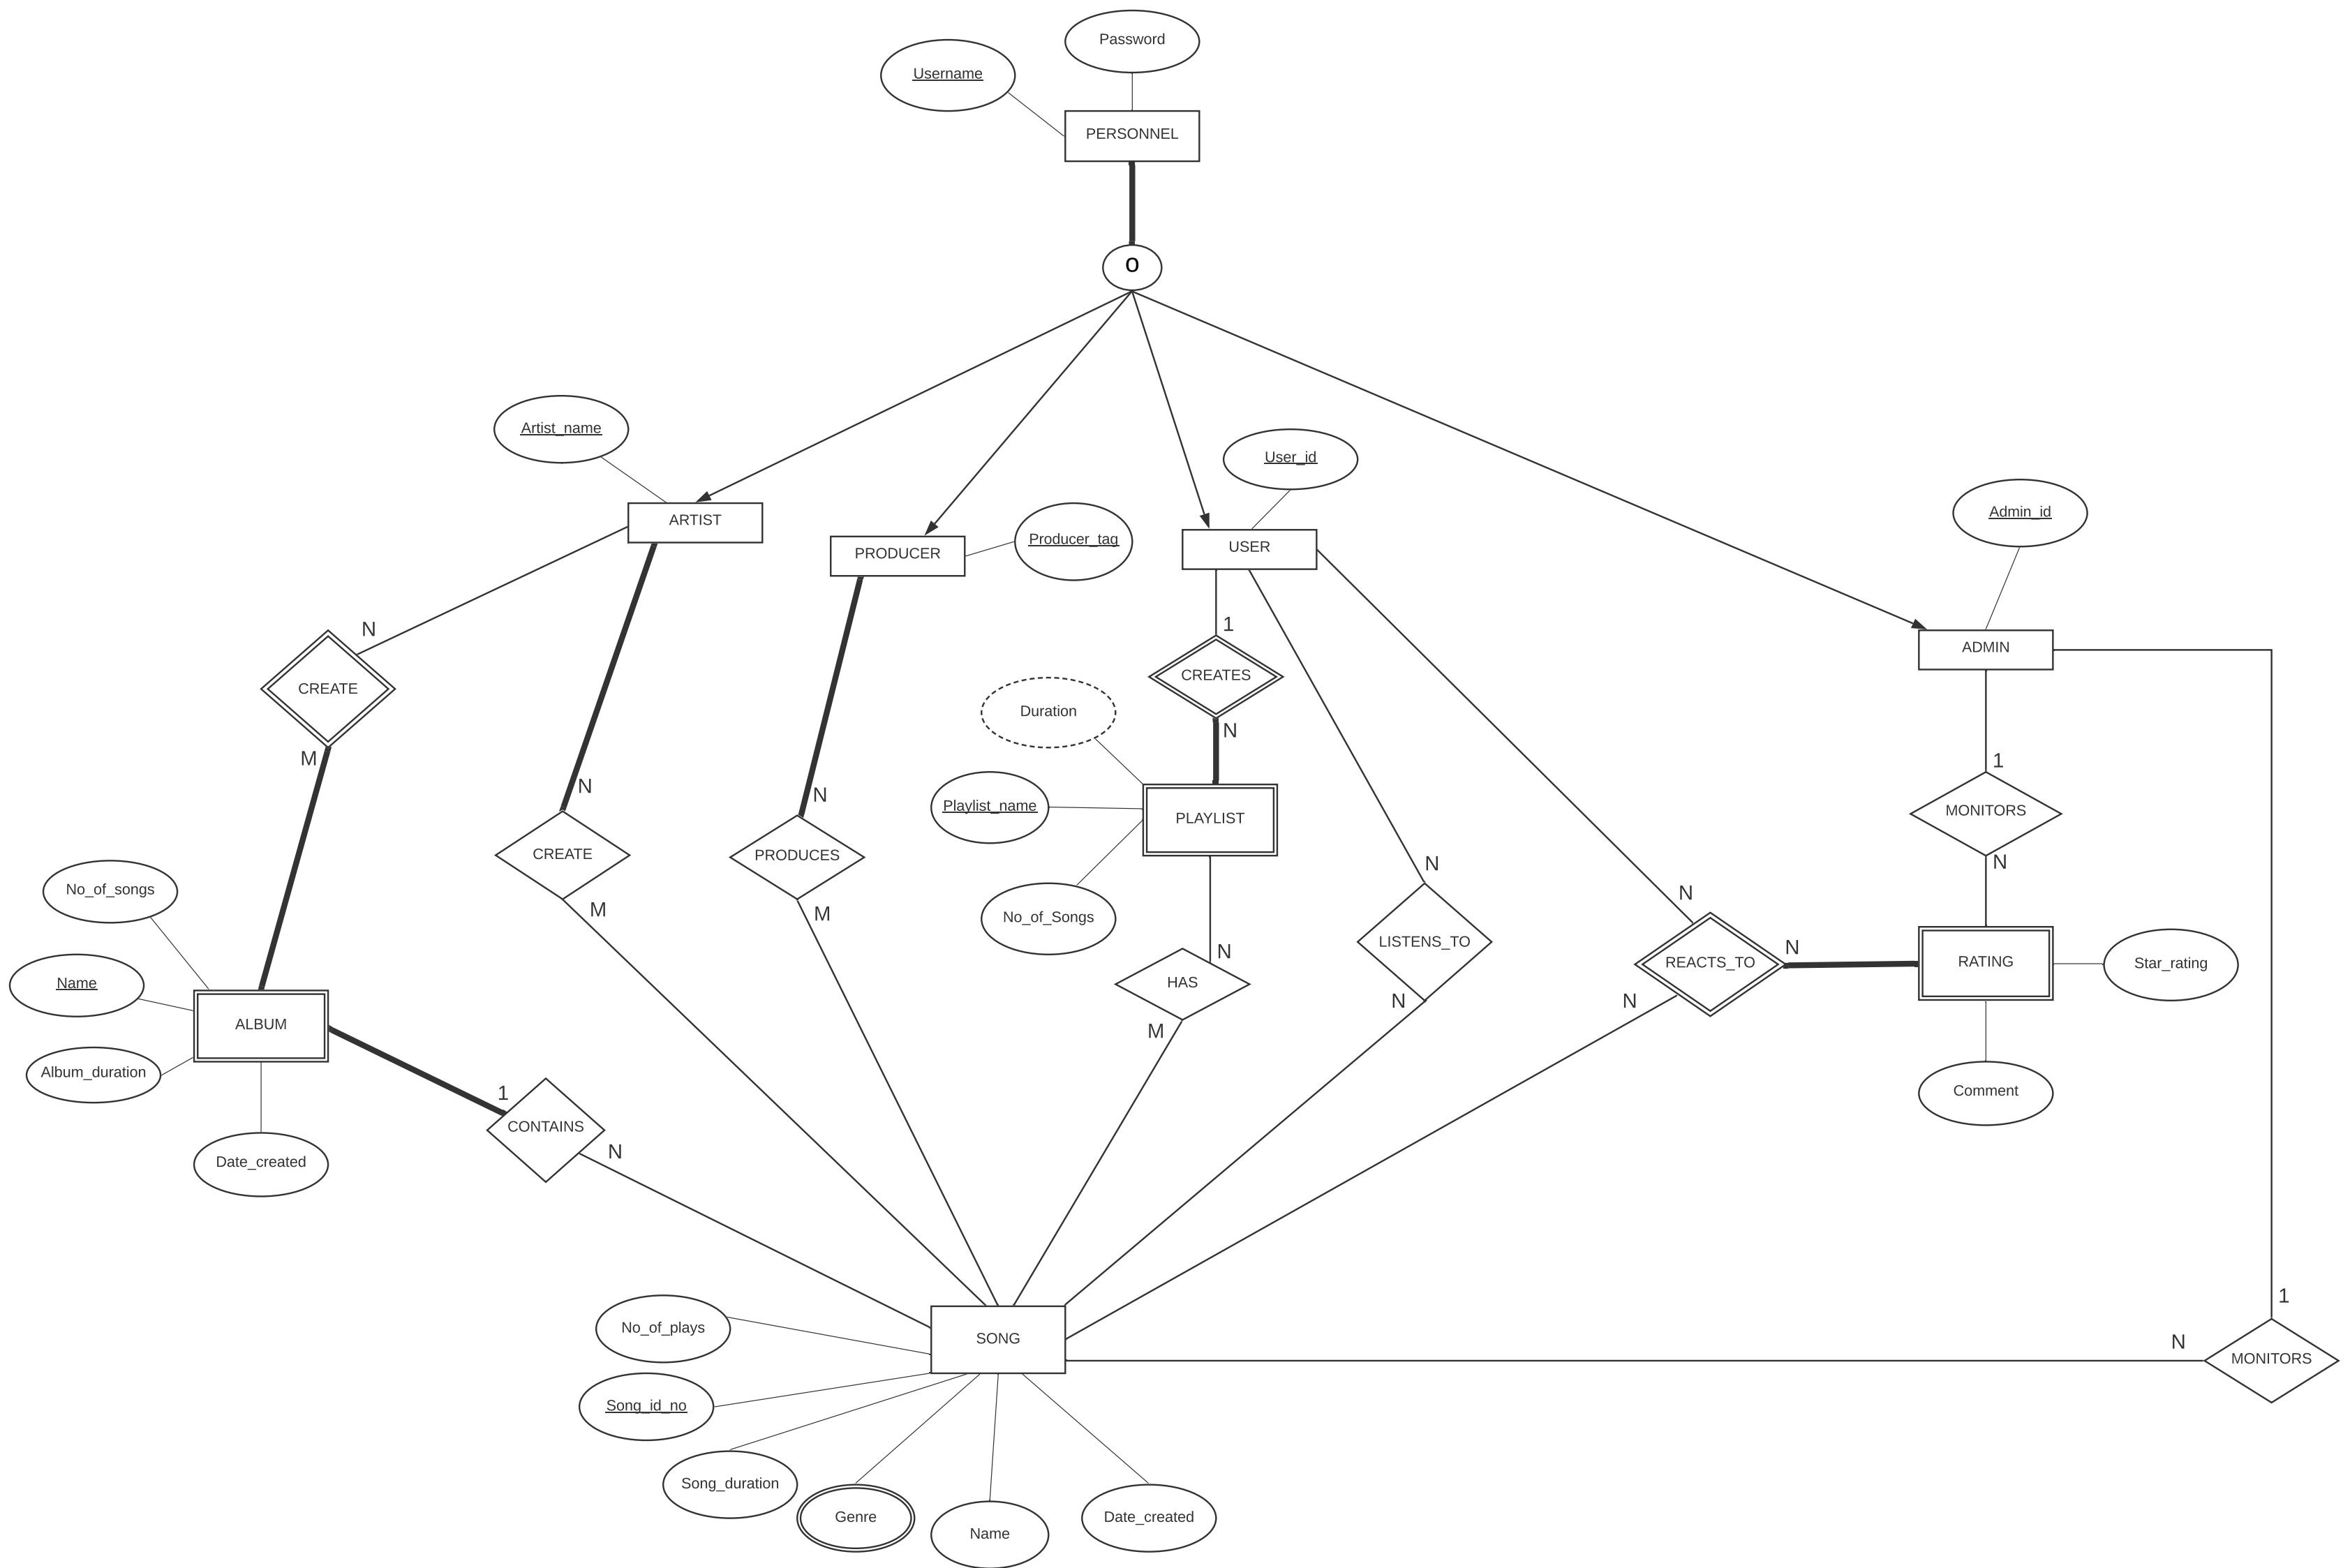 Password
Username
PERSONNEL
O
Artist_name
User_id
Admin_id
ARTIST
PRODUCER
Producer_tag
USER
ADMIN
N
1
CREATE
CREATES
Duration
M
N
1
N
N
Playlist_name
PLAYLIST
MONITORS
CREATE
PRODUCES
N
N
N
No_of_songs
M
M
No_of_Songs
LISTENS_TO
N
N
REACTS_TO
RATING
Star_rating
Name
HAS
ALBUM
M
N
N
Album_duration
1
Comment
CONTAINS
N
Date_created
1
No_of_plays
SONG
N
MONITORS
Song_id_no
Song_duration
Genre
Name
Date_created